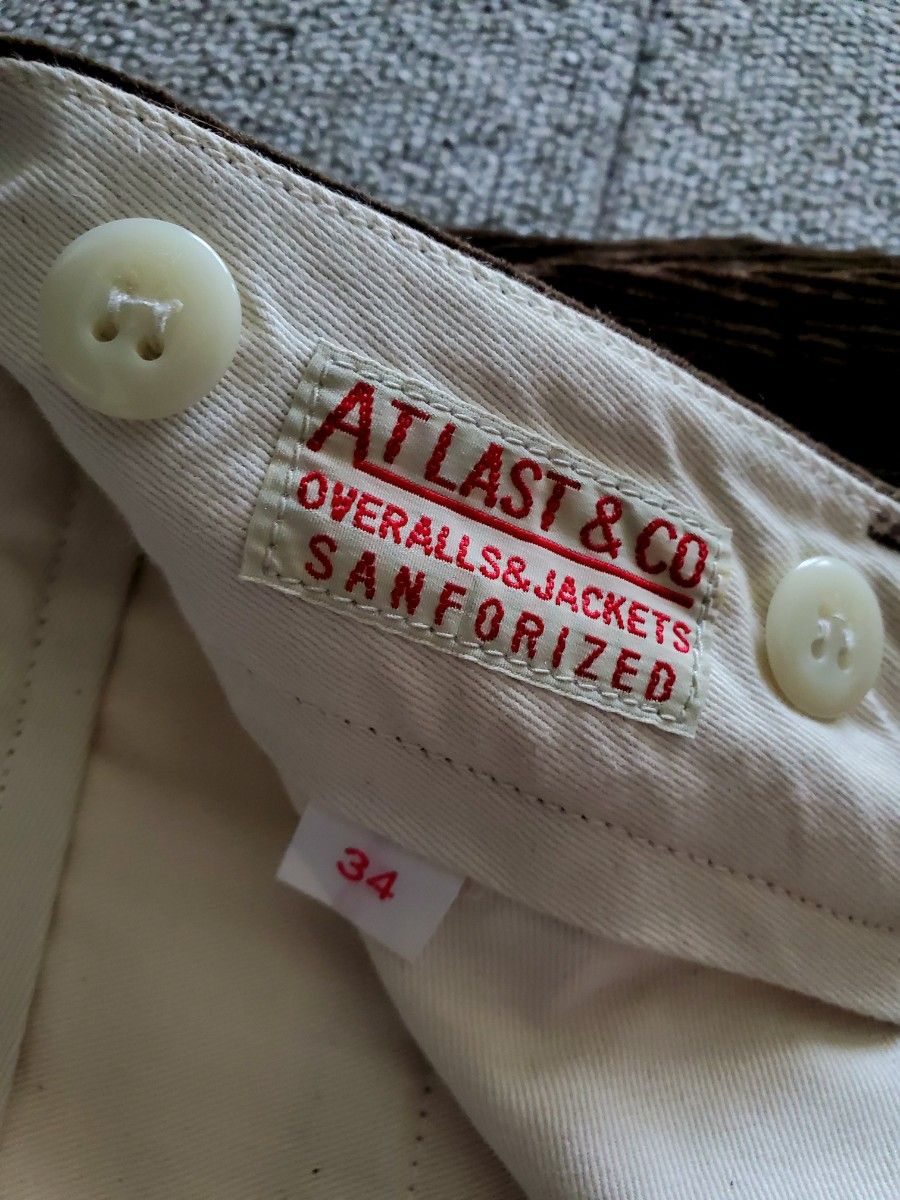 ATLAST & CO
OVERALLS&JACKETS
SANFORIZED
34